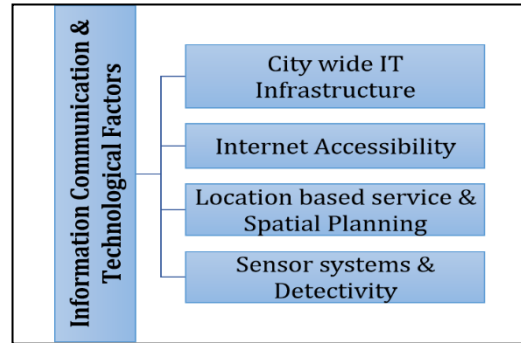 Information Communication &
Technological Factors
City wide IT
Infrastructure
Internet Accessibility
Location based service &
Spatial Planning
Sensor systems &
Detectivity